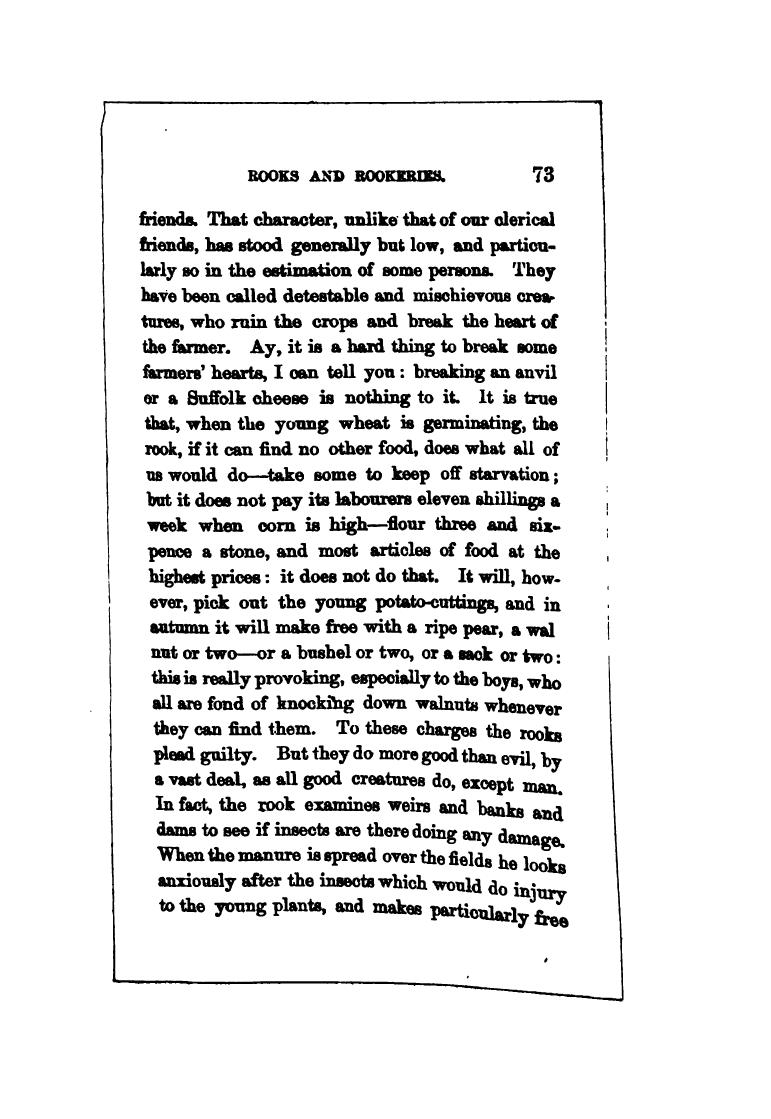 ROOKS AND ROOKERIES. 73
friends. That character, unlike that of our clerical
friends, has stood generally but low, and particu-
larly so in the estimation of some persons. They
have been called detestable and mischievous crea-
tures, who ruin the crops and break the heart of
the farmer. Ay, it is a hard thing to break some
farmers' hearts, I can tell you: breaking an anvil
or a Suffolk cheese is nothing to it. It is true
that, when the young wheat is germinating, the
rook, if it can find no other food, does what all of
us would do—take some to keep off starvation;
but it does not pay its labourers eleven shillings a
week when corn is high—flour three and six-
pence a stone, and most articles of food at the
highest prices: it does not do that. It will, how-
ever, pick out the young potato-cuttings, and in
autumn it will make free with a ripe pear, a wal
nut or two—or a bushel or two, or a sack or two:
this is really provoking, especially to the boys, who
all are fond of knocking down walnuts whenever
they can find them. To these charges the rooks
plead guilty. But they do more good than evil, by
a vast deal, as all good creatures do, except man.
In fact, the rook examines weirs and banks and
dams to see if insects are there doing any damage.
When the manure is spread over the fields he looks
anxiously after the insects which would do injury
to the young plants, and makes particularly free